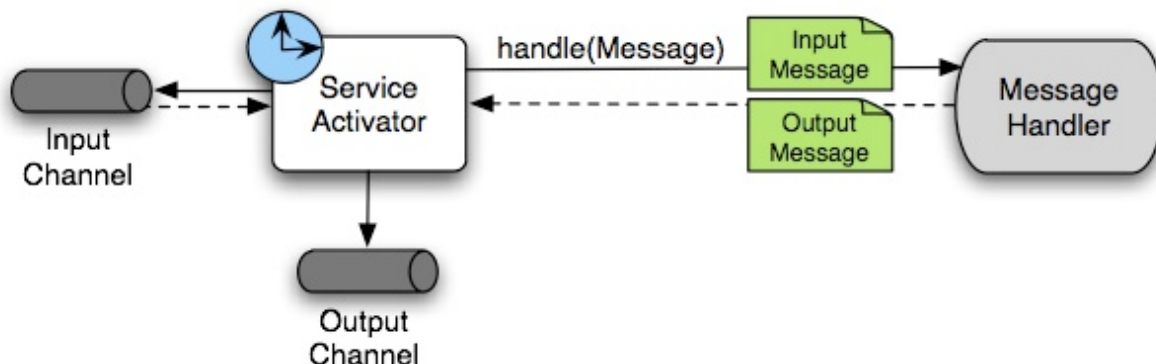 handle(Message)
Input
Message
Service
Activator
Message
Handler
Output
Message
Input
Channel
Output
Channel